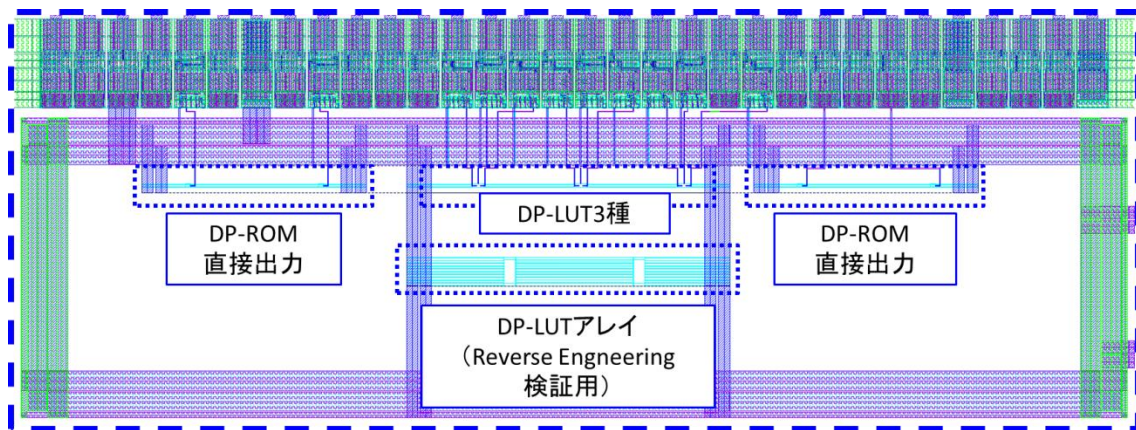 DP-ROM
直接出力
DP-LUT3種
DP-ROM
直接出力
DP-LUTアレイ
（Reverse Engneering
検証用）